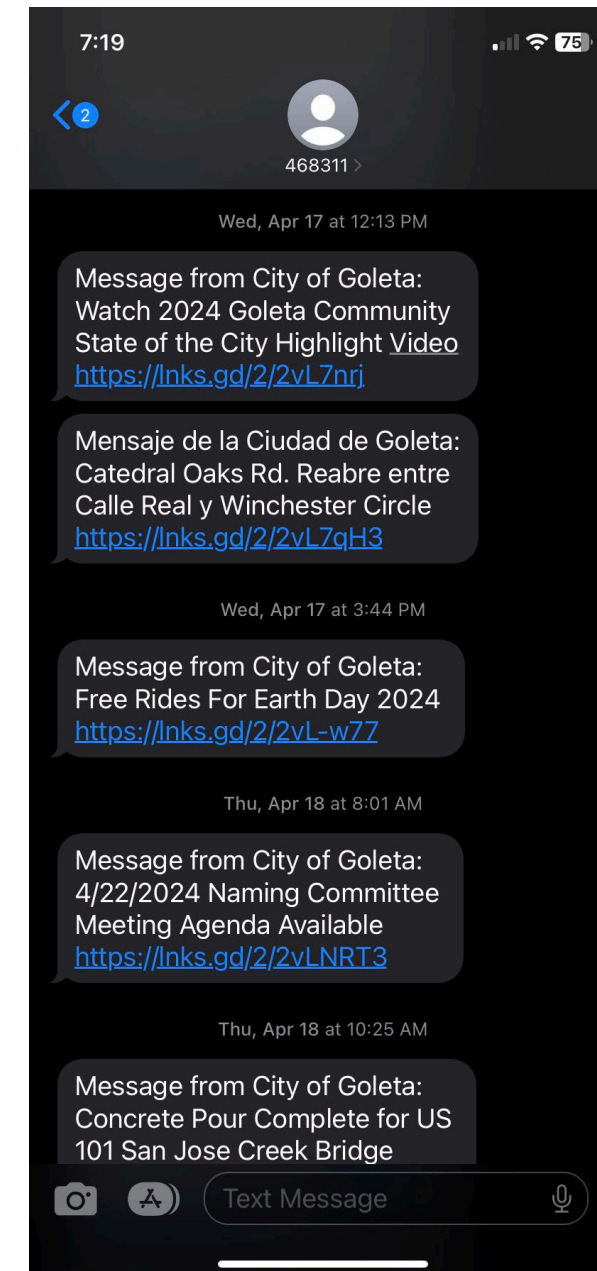 7:19
75
2
468311
Wed, Apr 17 at 12:13 PM
Message from City of Goleta:
Watch 2024 Goleta Community
State of the City Highlight Video
https://lnks.gd/2/2vL7nrj
Mensaje de la Ciudad de Goleta:
Catedral Oaks Rd. Reabre entre
Calle Real y Winchester Circle
https://lnks.gd/2/2vL7qH3
Wed, Apr 17 at 3:44 PM
Message from City of Goleta:
Free Rides For Earth Day 2024
https://lnks.gd/2/2vL-w77
Thu, Apr 18 at 8:01 AM
Message from City of Goleta:
4/22/2024 Naming Committee
Meeting Agenda Available
https://lnks.gd/2/2vLNRT3
Thu, Apr 18 at 10:25 AM
Message from City of Goleta:
Concrete Pour Complete for US
101 San Jose Creek Bridge
Text Message